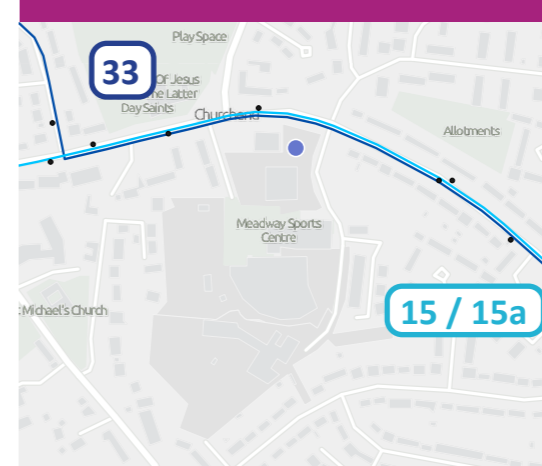 Play Space
33
Of Jesus
he Latter
Day Saints
Churchend
Allotments
Meadway Sports
Centre
15 / 15a
Michael's Church